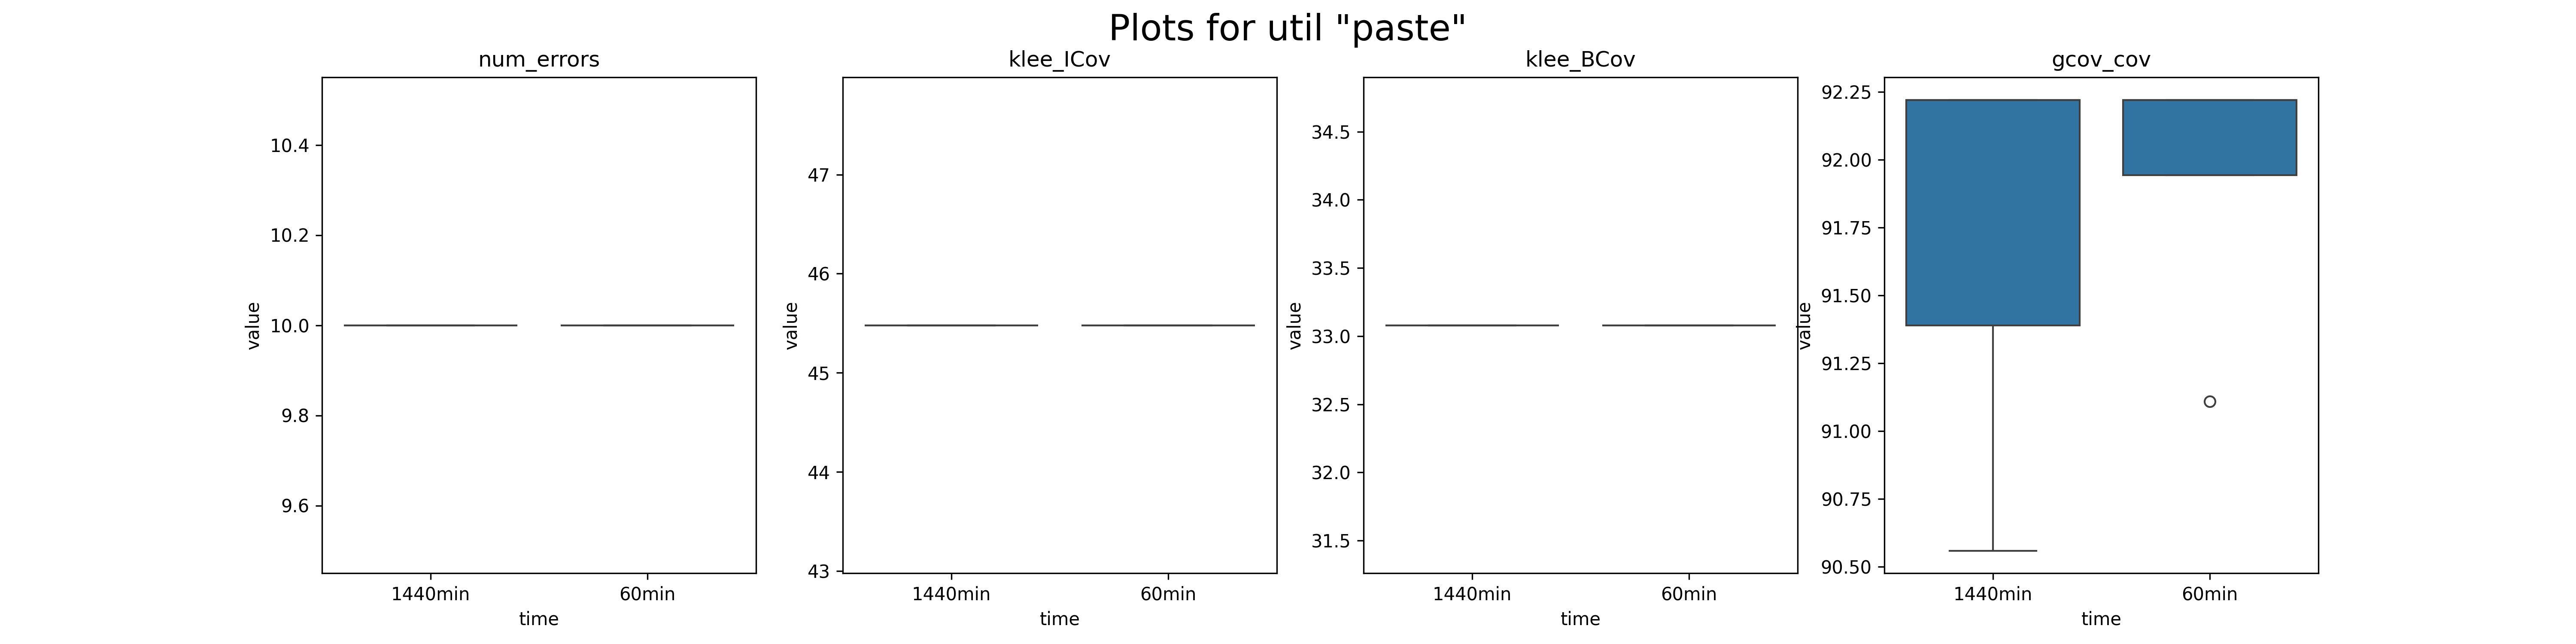 Plots for util "paste"
num_errors
value
10.4
10.2
10.0
9.8
9.6
1440min
60min
time
klee_ICov
value
47
46
45
44
43
1440min
60min
time
klee_BCov
value
34.5
34.0
33.5
33.0
32.5
32.0
31.5
1440min
60min
time
gcov_cov
value
92.25
92.00
91.75
91.50
91.25
91.00
90.75
90.50
1440min
60min
time